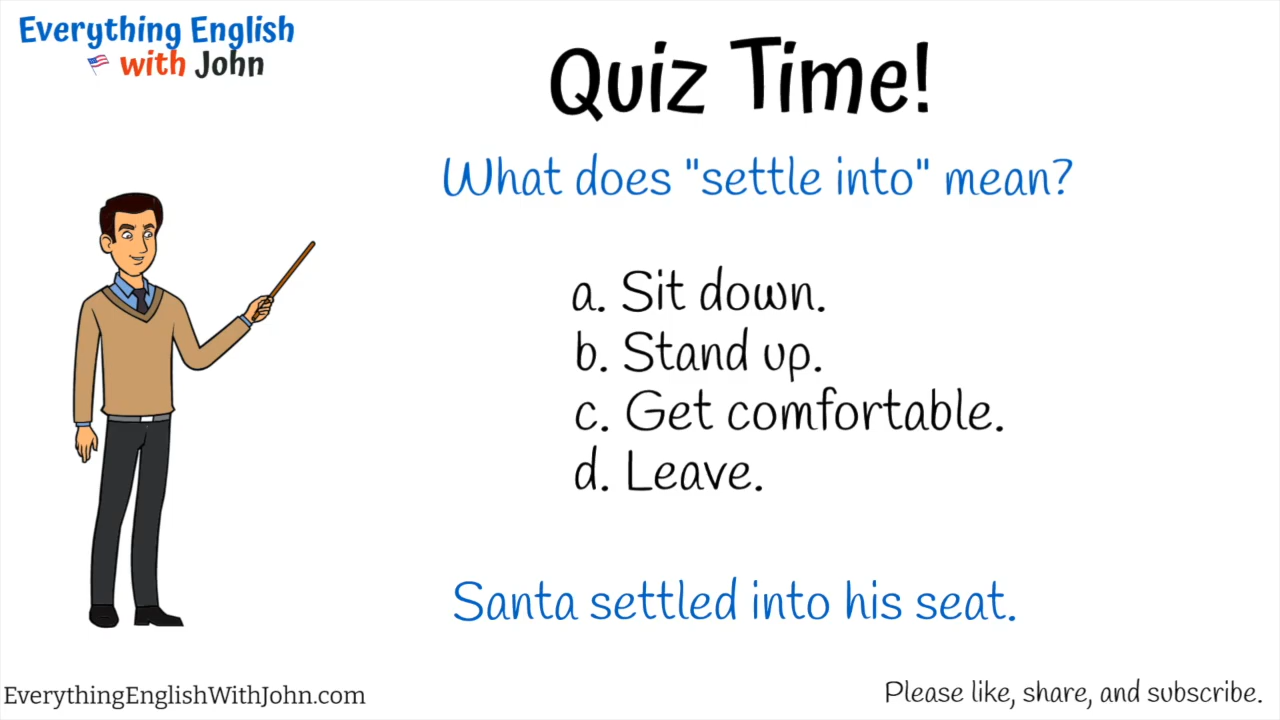 Everything English
with John
Quiz Time!
What does "settle into" mean?
a. Sit down.
b. Stand up.
c. Get comfortable.
d. Leave.
Santa settled into his seat.
EverythingEnglishWithJohn.com
Please like, share, and subscribe.